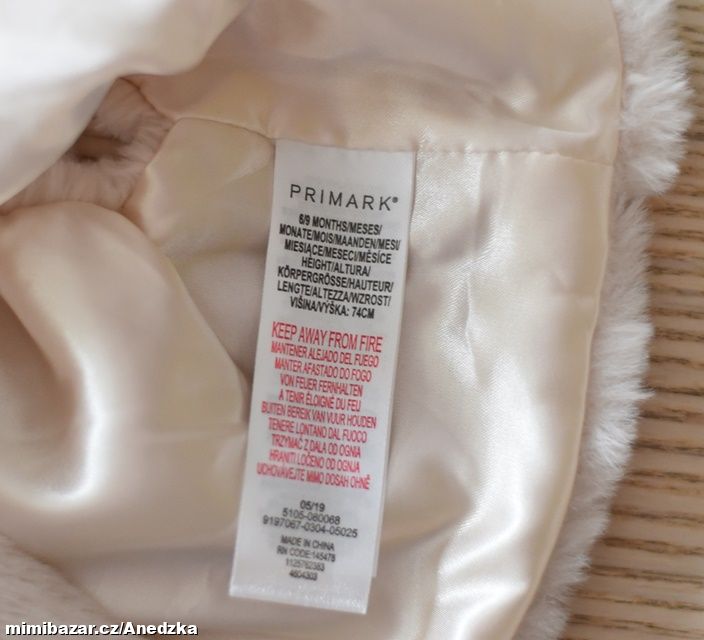 PRIMARK®
6/9 MONTHS/MESES/
MONATE/MOIS/MAANDEN/MESI/
MIESIĄCE/MESECI/MĚSÍCE
HEIGHT/ALTURA/
KÖRPERGRÖSSE/HAUTEUR/
LENGTE/ALTEZZA/WZROST/
VIŠINA/VÝŠKA: 74CM
KEEP AWAY FROM FIRE
MANTENER ALEJADO DEL FUEGO
MANTER AFASTADO DO FOGO
VON FEUER FERNHALTEN
À TENIR ÉLOIGNÉ DU FEU
BUITEN BEREIK VAN VUUR HOUDEN
TENERE LONTANO DAL FUOCO
TRZYMAĆ Z DALA OD OGNIA
HRANITI LOČENO OD OGNJA
UCHOVÁVEJTE MIMO DOSAH OHNĚ
05/19
5105-080068
9197067-0304-05025
MADE IN CHINA
RN CODE:145478
1125762383
4604303
mimibazar.cz/Anedzka